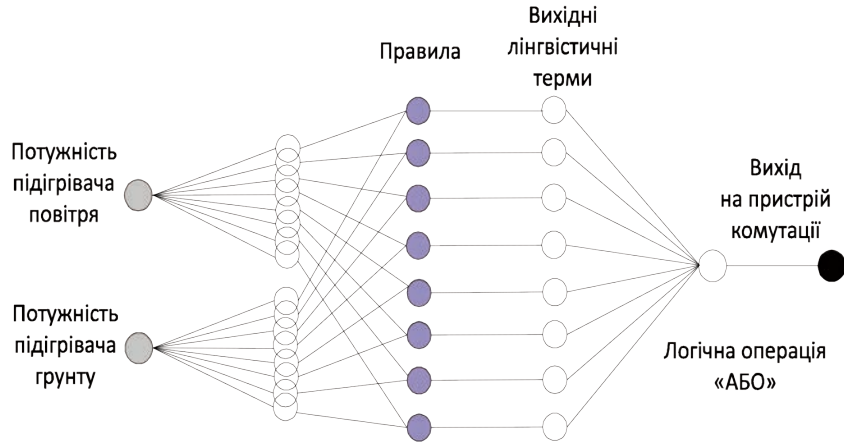 Потужність
підігрівача
повітря
Потужність
підігрівача
грунту
Правила
Вихідні
лінгвістичні
терми
Вихід
на пристрій
комутації
Логічна операція
«АБО»